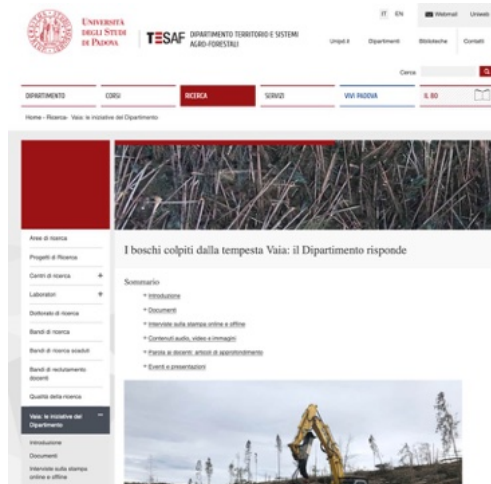 UNIVERSITÀ
DEGLI STUDI
DI PADOVA
TESAF DIPARTIMENTO TERRITORIO E SISTEMI
AGRO-FORESTALI
IT EN Webmail Uniweb
Unipd.it Dipartimenti Biblioteche Contatti
Cerca
DIPARTIMENTO CORSI RICERCA SERVIZI VIVI PADOVA IL BO
Home - Ricerca- Vaia: le iniziative del Dipartimento
Aree di ricerca
Progetti di Ricerca
Centri di ricerca +
Laboratori +
Dottorato di ricerca
Bandi di ricerca
Bandi di ricerca scaduti
Bandi di reclutamento
docenti
Qualità della ricerca
Vaia: le iniziative del
Dipartimento −
Introduzione
Documenti
Interviste sulla stampa
online e offline
I boschi colpiti dalla tempesta Vaia: il Dipartimento risponde
Sommario
Introduzione
Documenti
Interviste sulla stampa online e offline
Contenuti audio, video e immagini
Parola ai docenti: articoli di approfondimento
Eventi e presentazioni